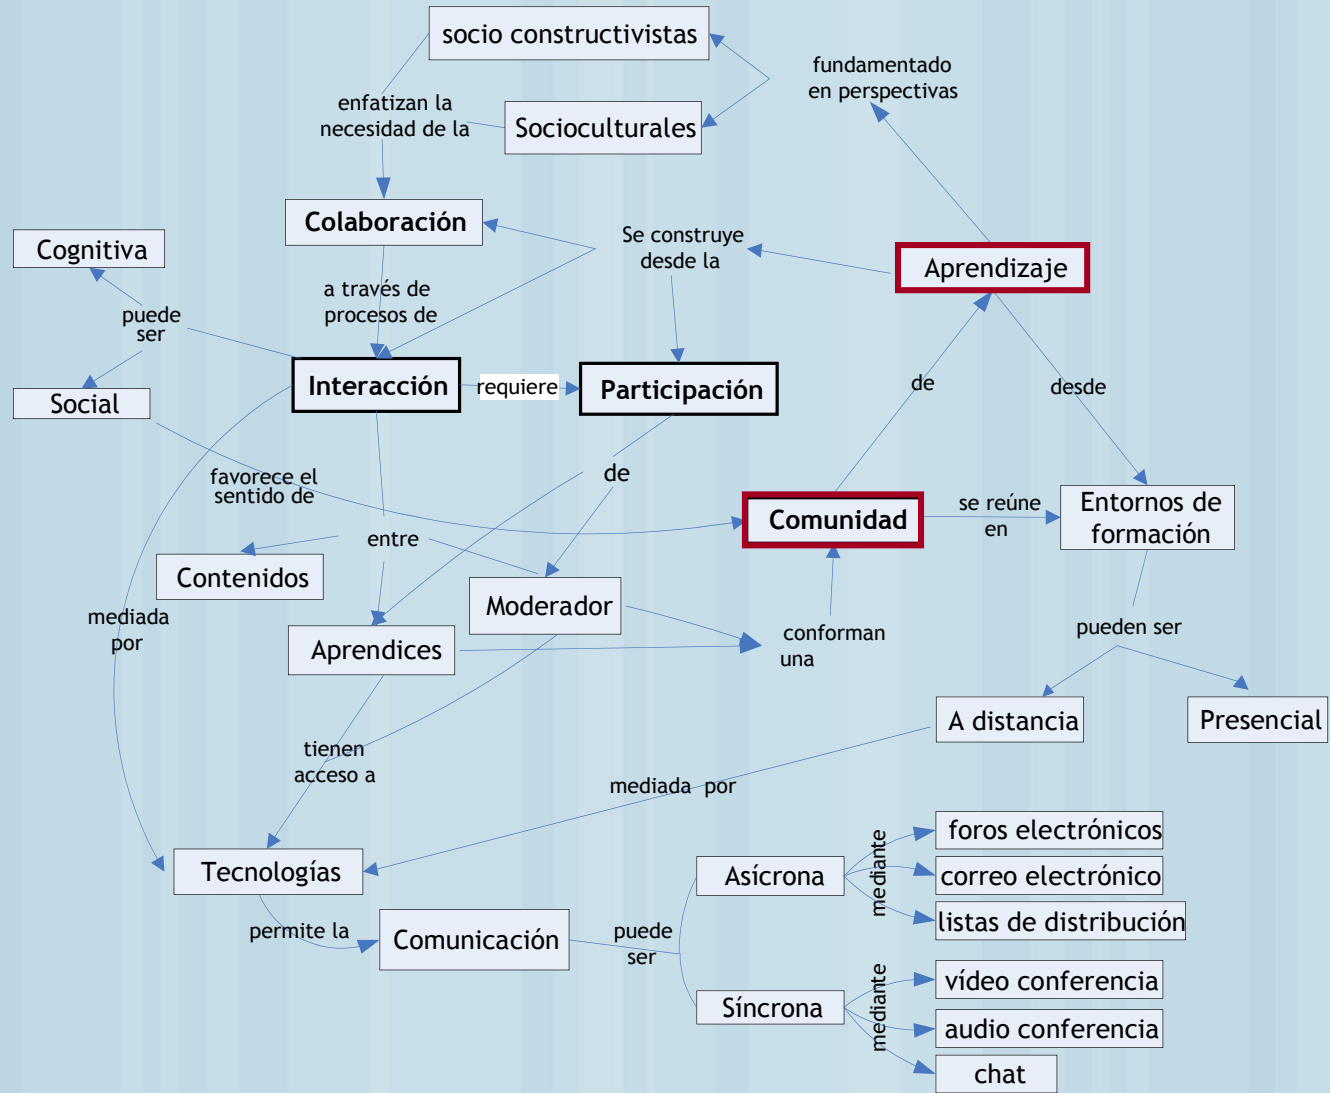 socio constructivistas
fundamentado
en perspectivas
enfatizan la
necesidad de la
Socioculturales
Colaboración
Se construye
desde la
Cognitiva
Aprendizaje
a través de
procesos de
puede
ser
Interacción
requiere
Participación
de
desde
Social
favorece el
sentido de
de
Comunidad
se reúne
en
Entornos de
formación
entre
Contenidos
Moderador
mediada
por
Aprendices
conforman
una
pueden ser
A distancia
Presencial
tienen
acceso a
mediada por
Tecnologías
permite la
Comunicación
puede
ser
Asícrona
mediante
foros electrónicos
correo electrónico
listas de distribución
Síncrona
mediante
vídeo conferencia
audio conferencia
chat